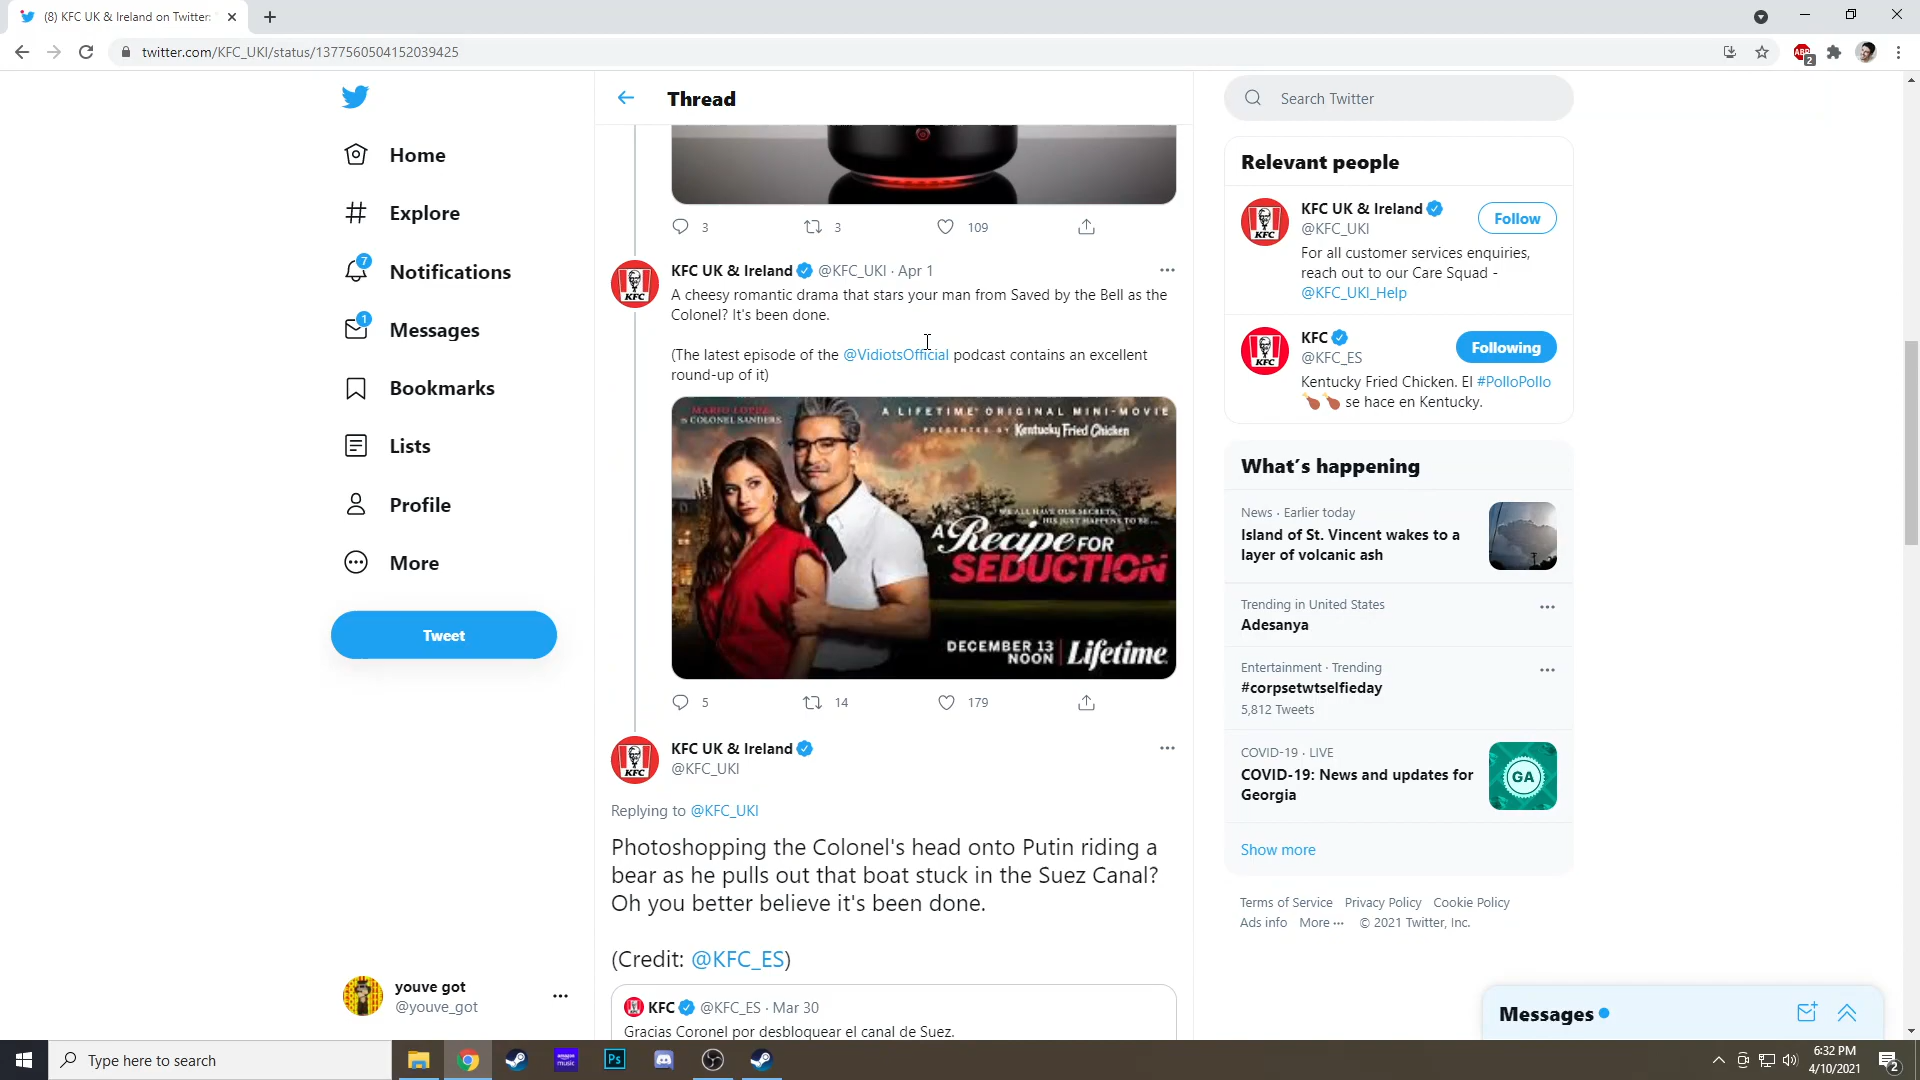 (8) KFC UK & Ireland on Twitter:
twitter.com/KFC_UKI/status/1377560504152039425
ABP
2
Home
Explore
7
Notifications
1
Messages
Bookmarks
Lists
Profile
More
Tweet
youve got
@youve_got
Thread
3
3
109
KFC UK & Ireland @KFC_UKI · Apr 1
A cheesy romantic drama that stars your man from Saved by the Bell as the
Colonel? It's been done.
(The latest episode of the @VidiotsOfficial podcast contains an excellent
round-up of it)
MARIO LOPEZ
IS COLONEL SANDERS
A LIFETIME ORIGINAL MINI-MOVIE
PRESENTED BY Kentucky Fried Chicken
WE ALL HAVE OUR SECRETS.
HIS JUST HAPPENS TO BE...
A Recipe FOR
SEDUCTION
DECEMBER 13
NOON
Lifetime
5
14
179
KFC UK & Ireland
@KFC_UKI
Replying to @KFC_UKI
Photoshopping the Colonel's head onto Putin riding a
bear as he pulls out that boat stuck in the Suez Canal?
Oh you better believe it's been done.
(Credit: @KFC_ES)
KFC @KFC_ES · Mar 30
Gracias Coronel por desbloquear el canal de Suez.
Search Twitter
Relevant people
KFC
KFC UK & Ireland
@KFC_UKI
Follow
For all customer services enquiries,
reach out to our Care Squad -
@KFC_UKI_Help
KFC
KFC
@KFC_ES
Following
Kentucky Fried Chicken. El #PolloPollo
se hace en Kentucky.
What's happening
News · Earlier today
Island of St. Vincent wakes to a
layer of volcanic ash
Trending in United States
Adesanya
Entertainment · Trending
#corpsetwtselfieday
5,812 Tweets
COVID-19 · LIVE
COVID-19: News and updates for
Georgia
GA
Show more
Terms of Service Privacy Policy Cookie Policy
Ads info More ··· © 2021 Twitter, Inc.
Messages
Type here to search
amazon
music
Ps
6:32 PM
4/10/2021
2